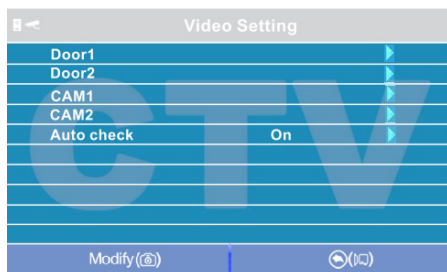 Video Setting
Door1
Door2
CAM1
CAM2
Auto check On
CTV
Modify( )
( )